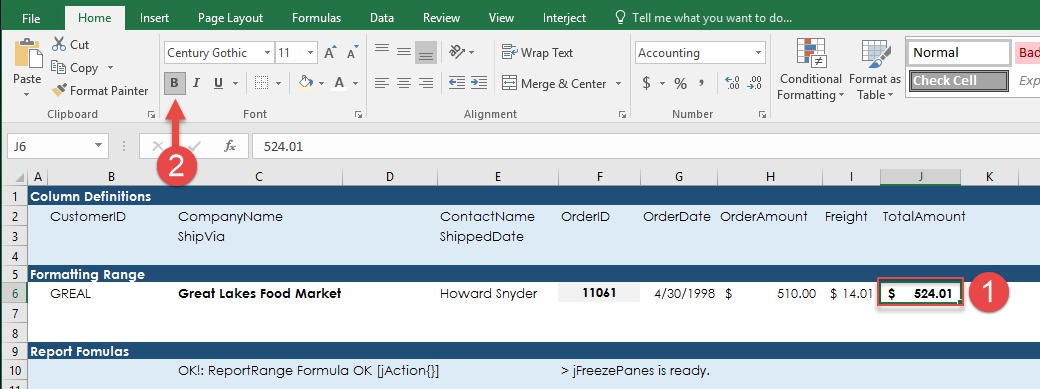 File Home Insert Page Layout Formulas Data Review View Interject Tell me what you want to do...
Cut
Copy
Format Painter
Paste
Clipboard
Century Gothic 11
B I U A
Font
Wrap Text
Merge & Center
Alignment
Accounting
$ % ,
Number
Conditional Formatting
Format as Table
Normal Bad
Check Cell Exp
2
J6 fx 524.01
A B C D E F G H I J K
1 Column Definitions
2 CustomerID CompanyName ContactName OrderID OrderDate OrderAmount Freight TotalAmount
3 ShipVia ShippedDate
4
5 Formatting Range
6 GREAL Great Lakes Food Market Howard Snyder 11061 4/30/1998 $ 510.00 $ 14.01 $ 524.01 1
7
8
9 Report Fomulas
10 OK!: ReportRange Formula OK [jAction{}] > jFreezePanes is ready.
11